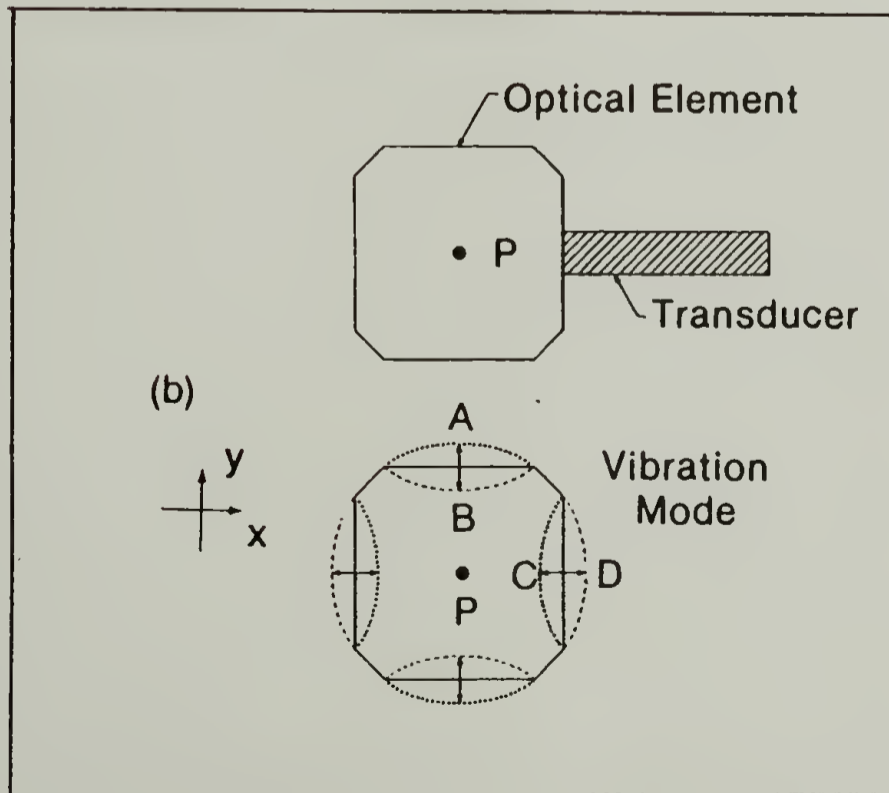 Optical Element
P
Transducer
(b)
A
y
Vibration
Mode
B
x
C
D
P